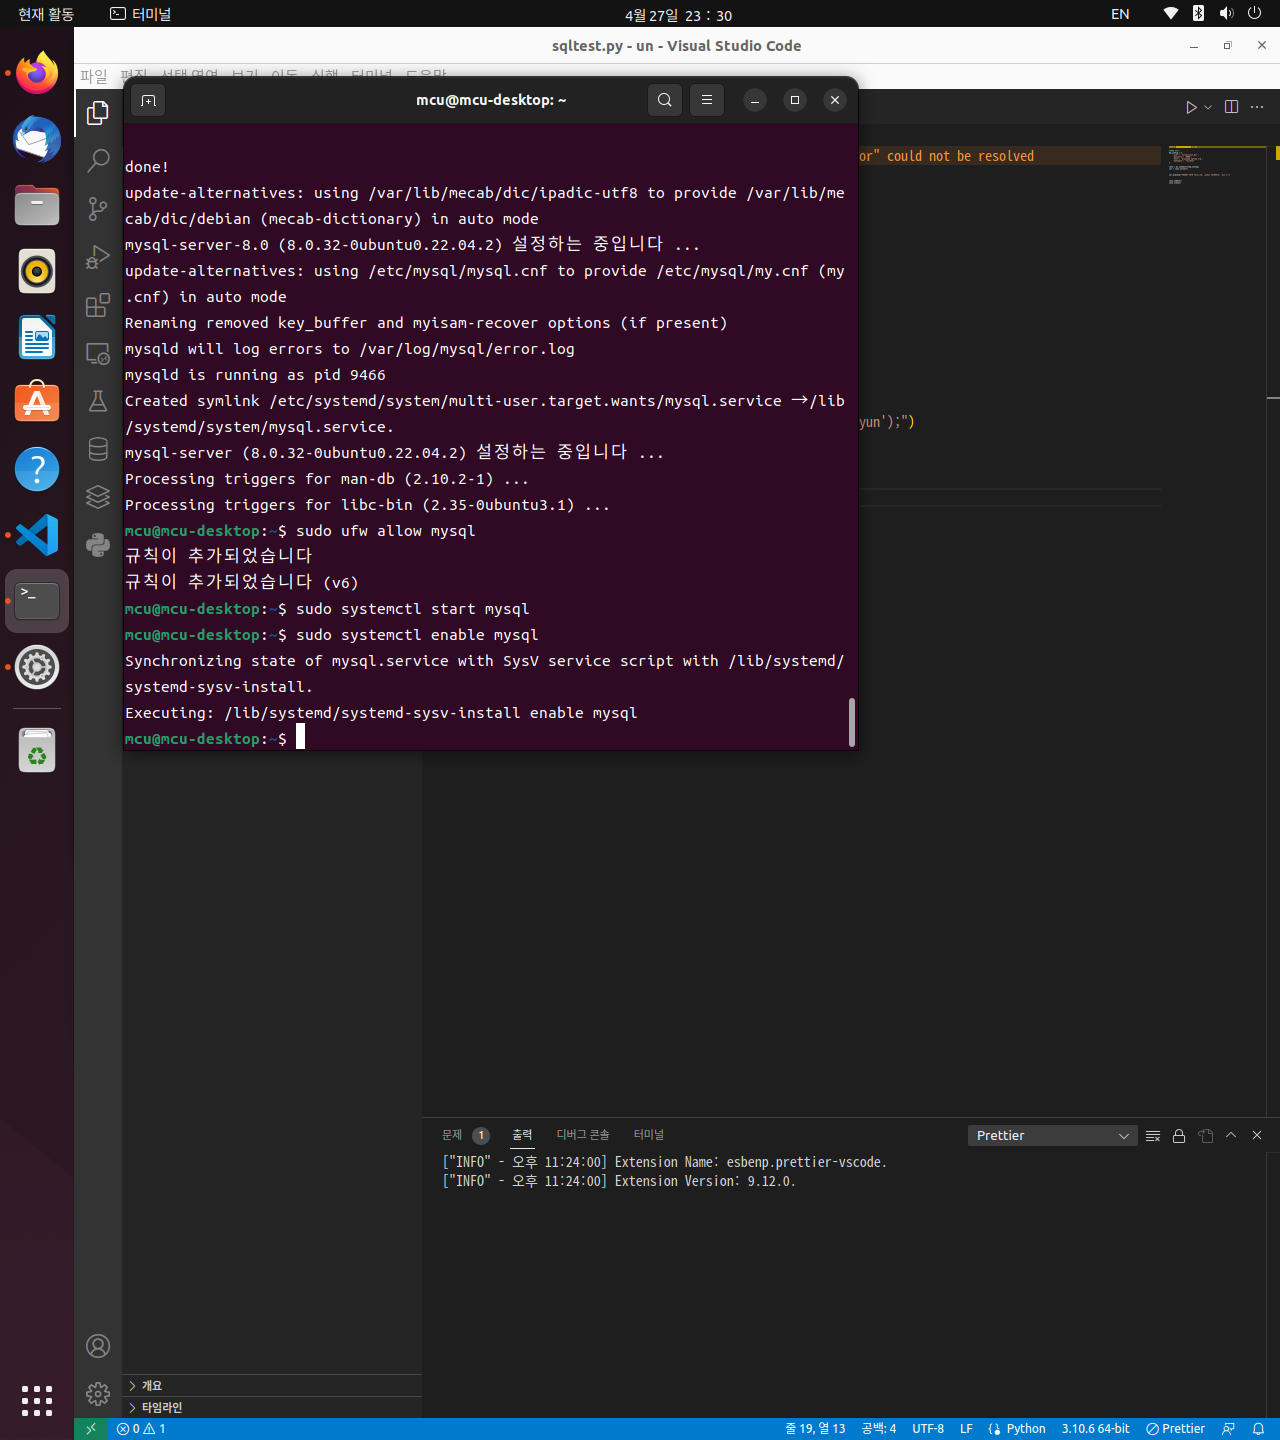 현재 활동
터미널
4월 27일 23 : 30
EN
sqltest.py - un - Visual Studio Code
파일 편집 선택 영역 보기 이동 실행 터미널 도움말
mcu@mcu-desktop: ~
or" could not be resolved
done!
update-alternatives: using /var/lib/mecab/dic/ipadic-utf8 to provide /var/lib/me
cab/dic/debian (mecab-dictionary) in auto mode
mysql-server-8.0 (8.0.32-0ubuntu0.22.04.2) 설정하는 중입니다 ...
update-alternatives: using /etc/mysql/mysql.cnf to provide /etc/mysql/my.cnf (my
.cnf) in auto mode
Renaming removed key_buffer and myisam-recover options (if present)
mysqld will log errors to /var/log/mysql/error.log
mysqld is running as pid 9466
Created symlink /etc/systemd/system/multi-user.target.wants/mysql.service →/lib
/systemd/system/mysql.service.
mysql-server (8.0.32-0ubuntu0.22.04.2) 설정하는 중입니다 ...
Processing triggers for man-db (2.10.2-1) ...
Processing triggers for libc-bin (2.35-0ubuntu3.1) ...
mcu@mcu-desktop:~$ sudo ufw allow mysql
규칙이 추가되었습니다
규칙이 추가되었습니다 (v6)
mcu@mcu-desktop:~$ sudo systemctl start mysql
mcu@mcu-desktop:~$ sudo systemctl enable mysql
Synchronizing state of mysql.service with SysV service script with /lib/systemd/
systemd-sysv-install.
Executing: /lib/systemd/systemd-sysv-install enable mysql
mcu@mcu-desktop:~$
yun');")
문제 1 출력 디버그 콘솔 터미널
Prettier
["INFO" - 오후 11:24:00] Extension Name: esbenp.prettier-vscode.
["INFO" - 오후 11:24:00] Extension Version: 9.12.0.
개요
타임라인
0 1
줄 19, 열 13 공백: 4 UTF-8 LF Python 3.10.6 64-bit Prettier